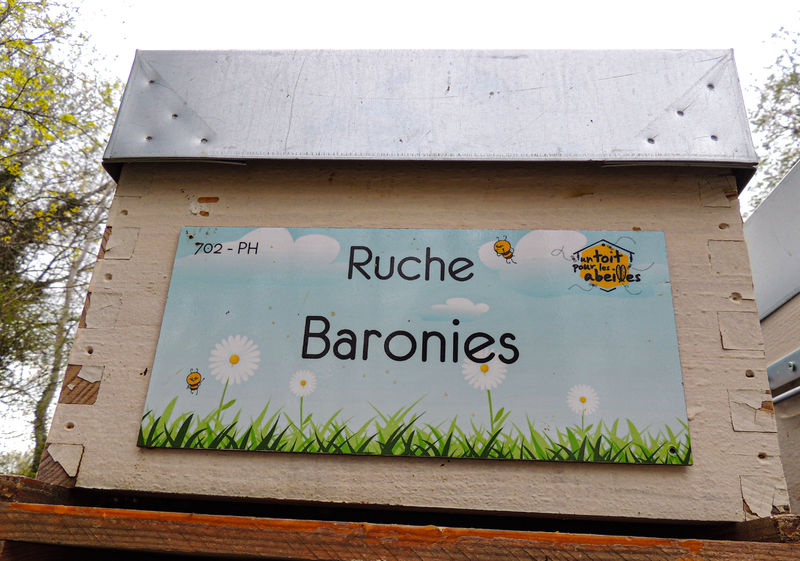 702 - PH
Ruche
Baronies
un toit
pour les
abeilles